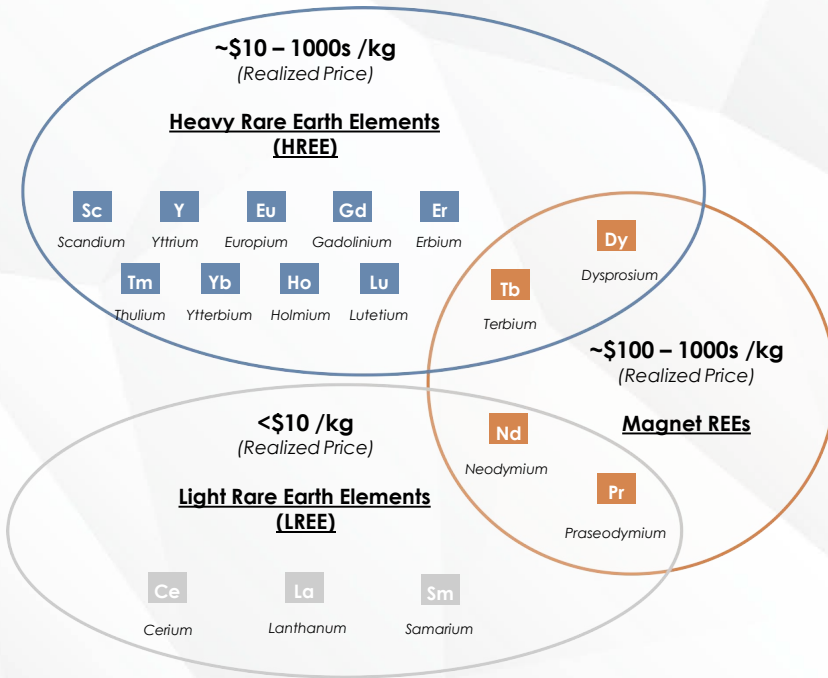 ~$10 – 1000s /kg
(Realized Price)
Heavy Rare Earth Elements
(HREE)
Sc
Y
Eu
Gd
Er
Scandium
Yttrium
Europium
Gadolinium
Erbium
Tm
Yb
Ho
Lu
Thulium
Ytterbium
Holmium
Lutetium
Dy
Dysprosium
Tb
Terbium
~$100 – 1000s /kg
(Realized Price)
Magnet REEs
Nd
Neodymium
Pr
Praseodymium
<$10 /kg
(Realized Price)
Light Rare Earth Elements
(LREE)
Ce
La
Sm
Cerium
Lanthanum
Samarium